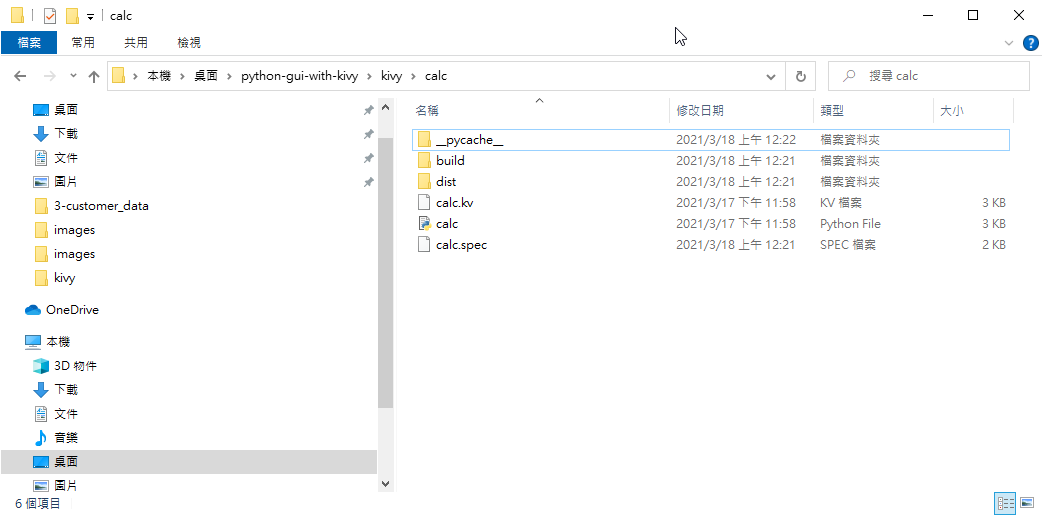 calc
檔案 常用 共用 檢視
本機 桌面 python-gui-with-kivy kivy calc 搜尋 calc
桌面
下載
文件
圖片
3-customer_data
images
images
kivy
OneDrive
本機
3D 物件
下載
文件
音樂
桌面
圖片
名稱 修改日期 類型 大小
__pycache__ 2021/3/18 上午 12:22 檔案資料夾
build 2021/3/18 上午 12:21 檔案資料夾
dist 2021/3/18 上午 12:21 檔案資料夾
calc.kv 2021/3/17 下午 11:58 KV 檔案 3 KB
calc 2021/3/17 下午 11:58 Python File 3 KB
calc.spec 2021/3/18 上午 12:21 SPEC 檔案 2 KB
6 個項目